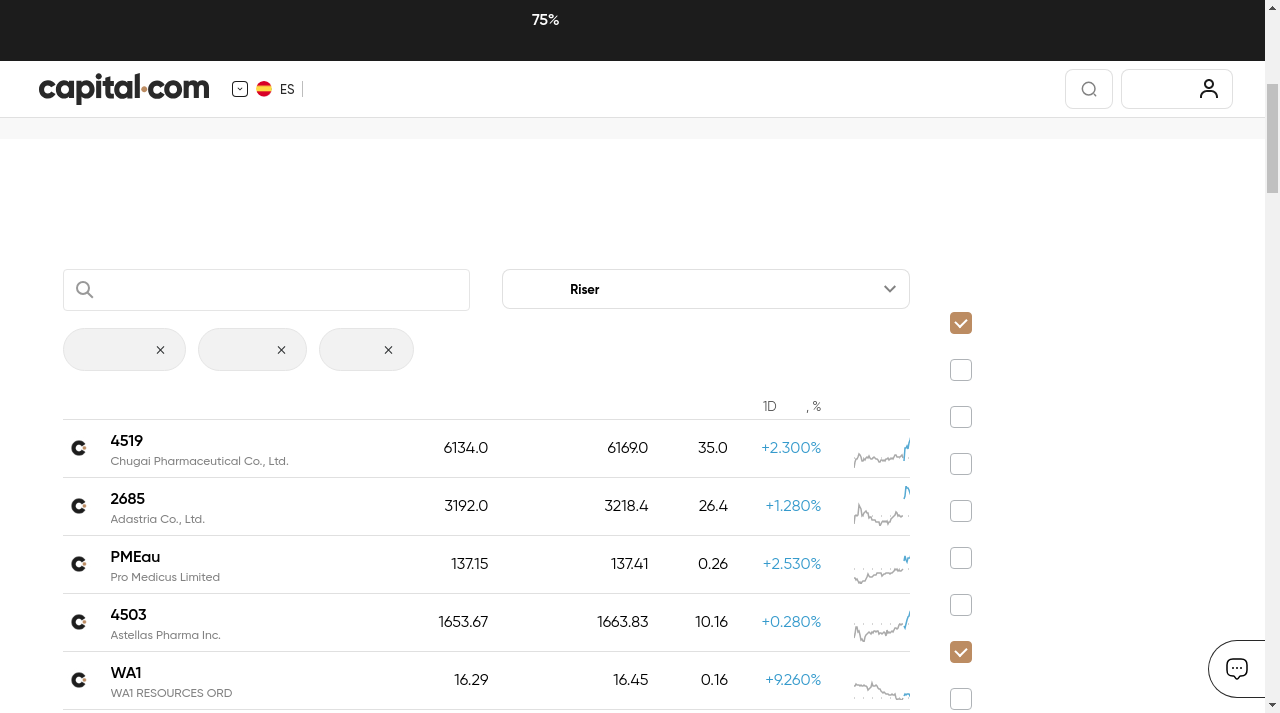 75%
capital.com
ES
Riser
1D , %
4519 6134.0 6169.0 35.0 +2.300%
Chugai Pharmaceutical Co., Ltd.
2685 3192.0 3218.4 26.4 +1.280%
Adastria Co., Ltd.
PMEau 137.15 137.41 0.26 +2.530%
Pro Medicus Limited
4503 1653.67 1663.83 10.16 +0.280%
Astellas Pharma Inc.
WA1 16.29 16.45 0.16 +9.260%
WA1 RESOURCES ORD